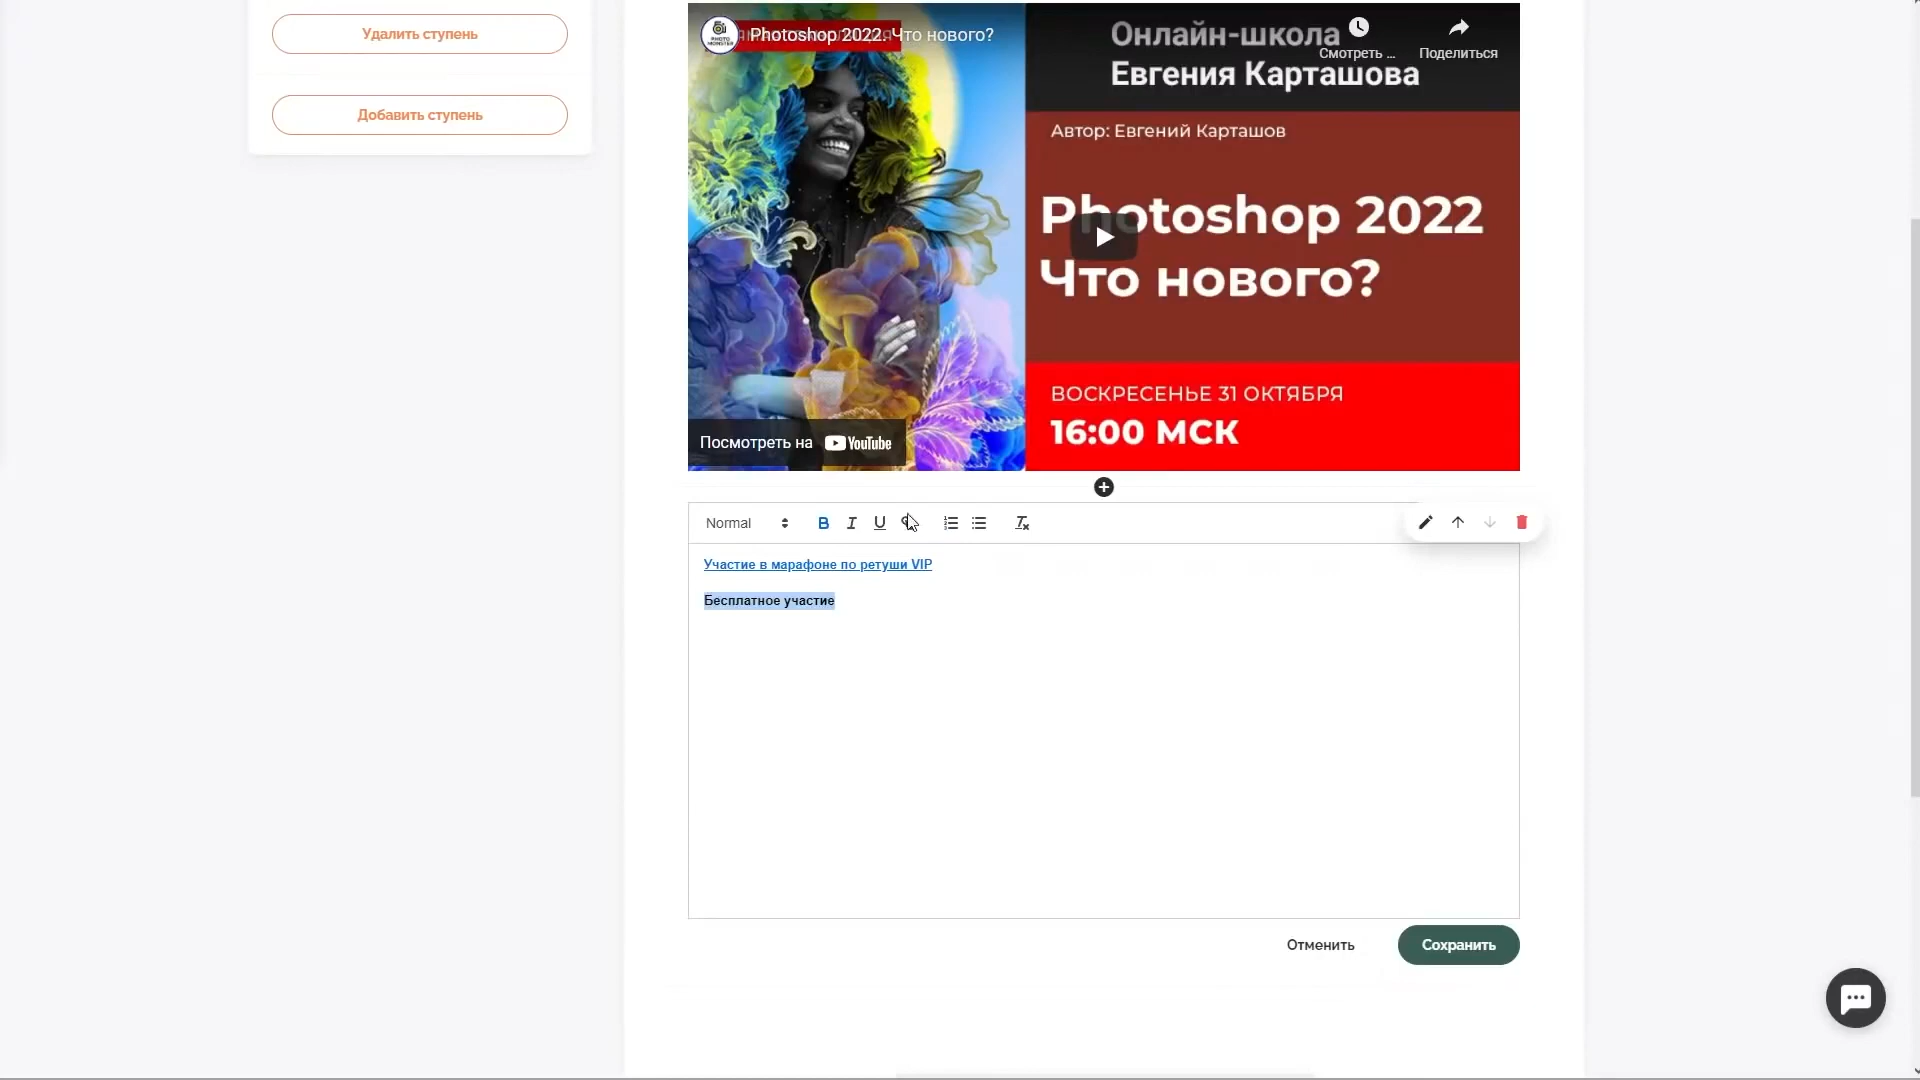 Удалить ступень
Добавить ступень
Photoshop 2022. Что нового?
Онлайн-школа
Евгения Карташова
Смотреть ...
Поделиться
Автор: Евгений Карташов
Photoshop 2022
Что нового?
ВОСКРЕСЕНЬЕ 31 ОКТЯБРЯ
16:00 МСК
Посмотреть на YouTube
Normal
B I U
Участие в марафоне по ретуши VIP
Бесплатное участие
Отменить
Сохранить